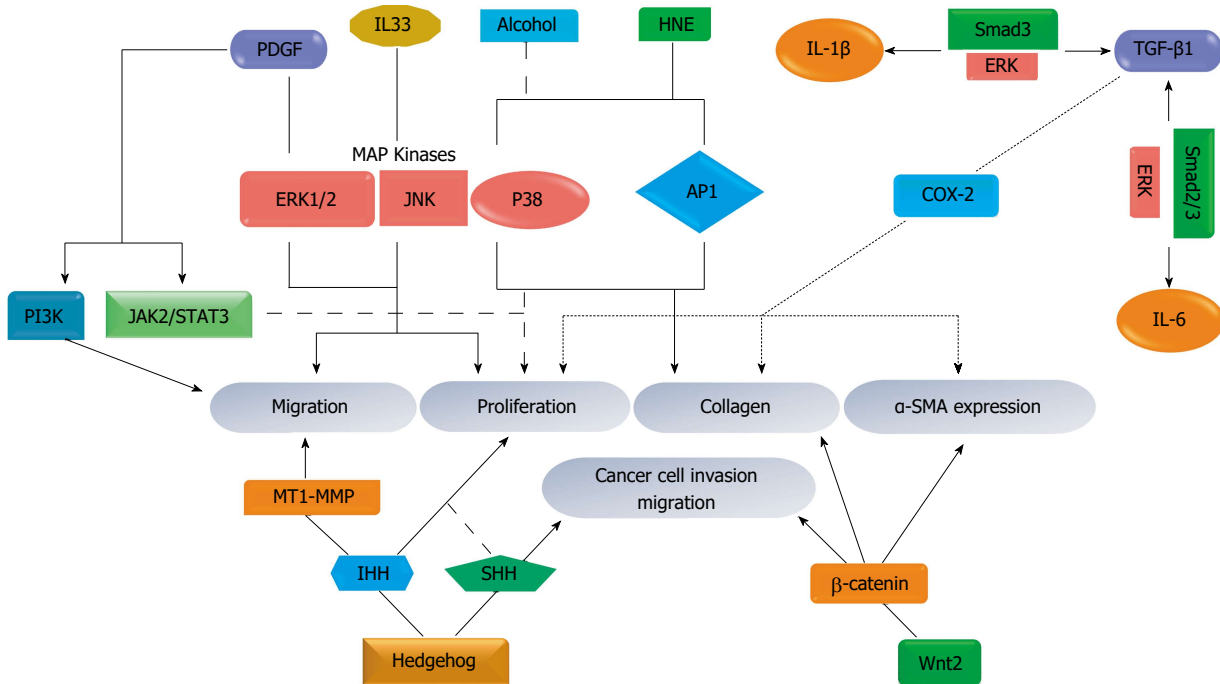 PDGF
IL33
Alcohol
HNE
IL-1β
Smad3
ERK
TGF-β1
MAP Kinases
ERK1/2
JNK
P38
AP1
COX-2
ERK
Smad2/3
PI3K
JAK2/STAT3
IL-6
Migration
Proliferation
Collagen
α-SMA expression
Cancer cell invasion
migration
MT1-MMP
IHH
SHH
β-catenin
Hedgehog
Wnt2